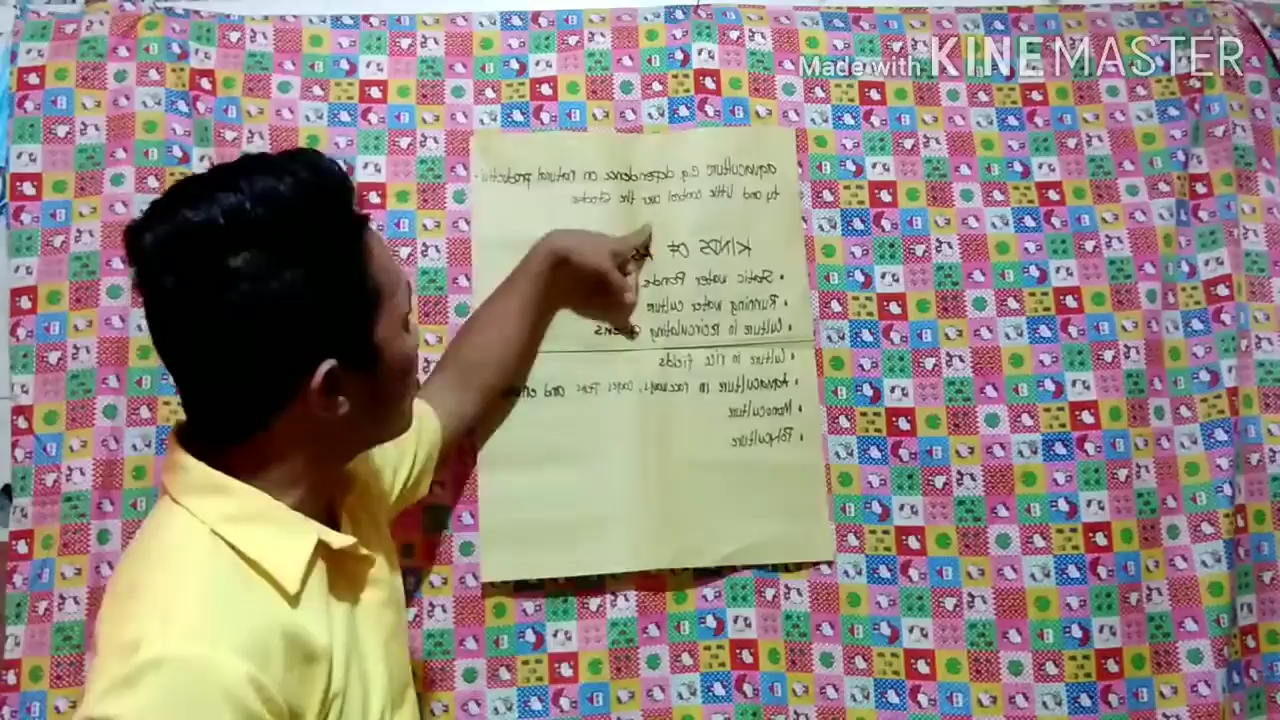 Made with KINEMASTER
aquaculture e.g dependence on natural productivi-
ty and little control over the stocks
KINDS OF
• Static water Ponds
• Running water culture
• Culture in recirculating
• Culture in rice fields
• Aquaculture in raceways, cages Pens and
• Monoculture
• Polyculture